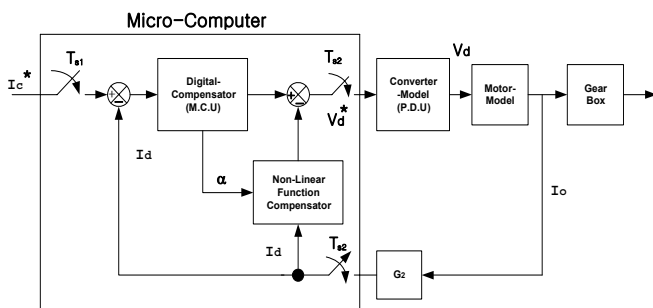 Micro-Computer
Ts1
Ic*
Digital-
Compensator
(M.C.U)
Ts2
Vd*
Converter
-Model
(P.D.U)
Vd
Motor-
Model
Gear
Box
Id
α
Non-Linear
Function
Compensator
Io
Id
Ts2
G2